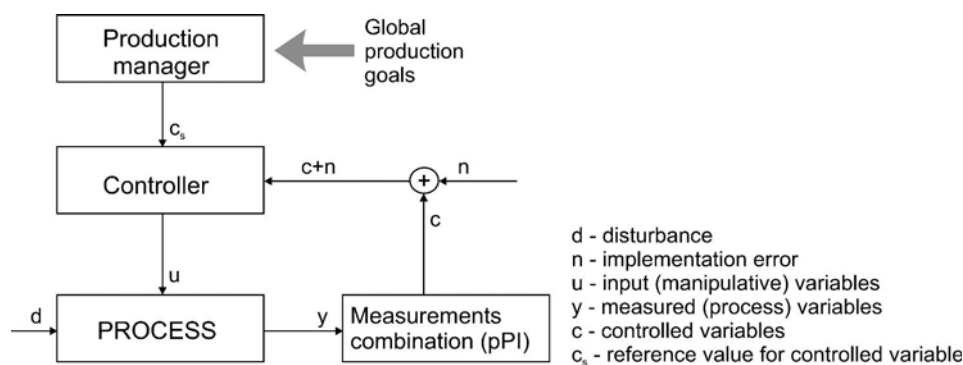 Production
manager
Global
production
goals
cₛ
Controller
c+n
+
n
c
u
d
PROCESS
y
Measurements
combination (pPI)
d - disturbance
n - implementation error
u - input (manipulative) variables
y - measured (process) variables
c - controlled variables
cₛ - reference value for controlled variable